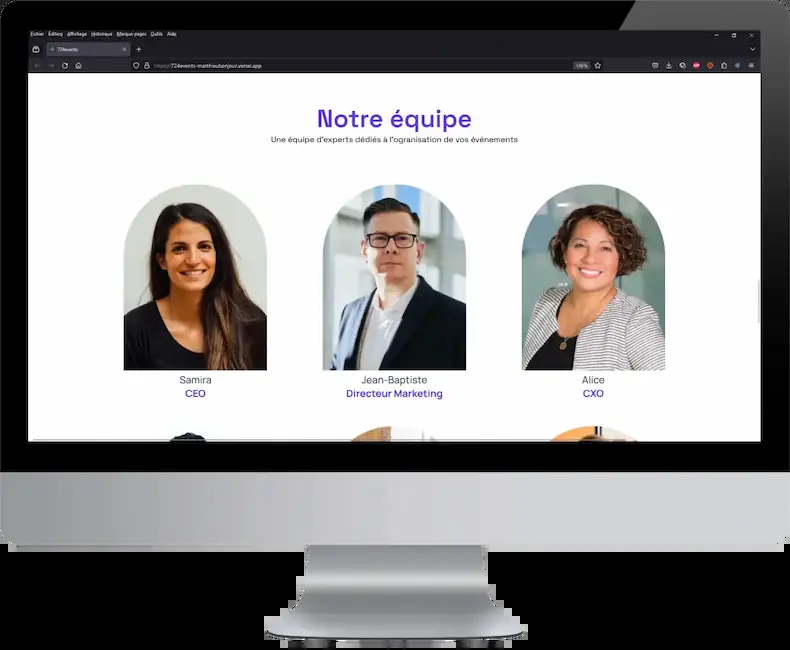 Fichier Édition Affichage Historique Marque-pages Outils Aide
724events
https://724events-matthieubonjour.vercel.app
Notre équipe
Une équipe d'experts dédiés à l'ogranisation de vos événements
Samira
CEO
Jean-Baptiste
Directeur Marketing
Alice
CXO